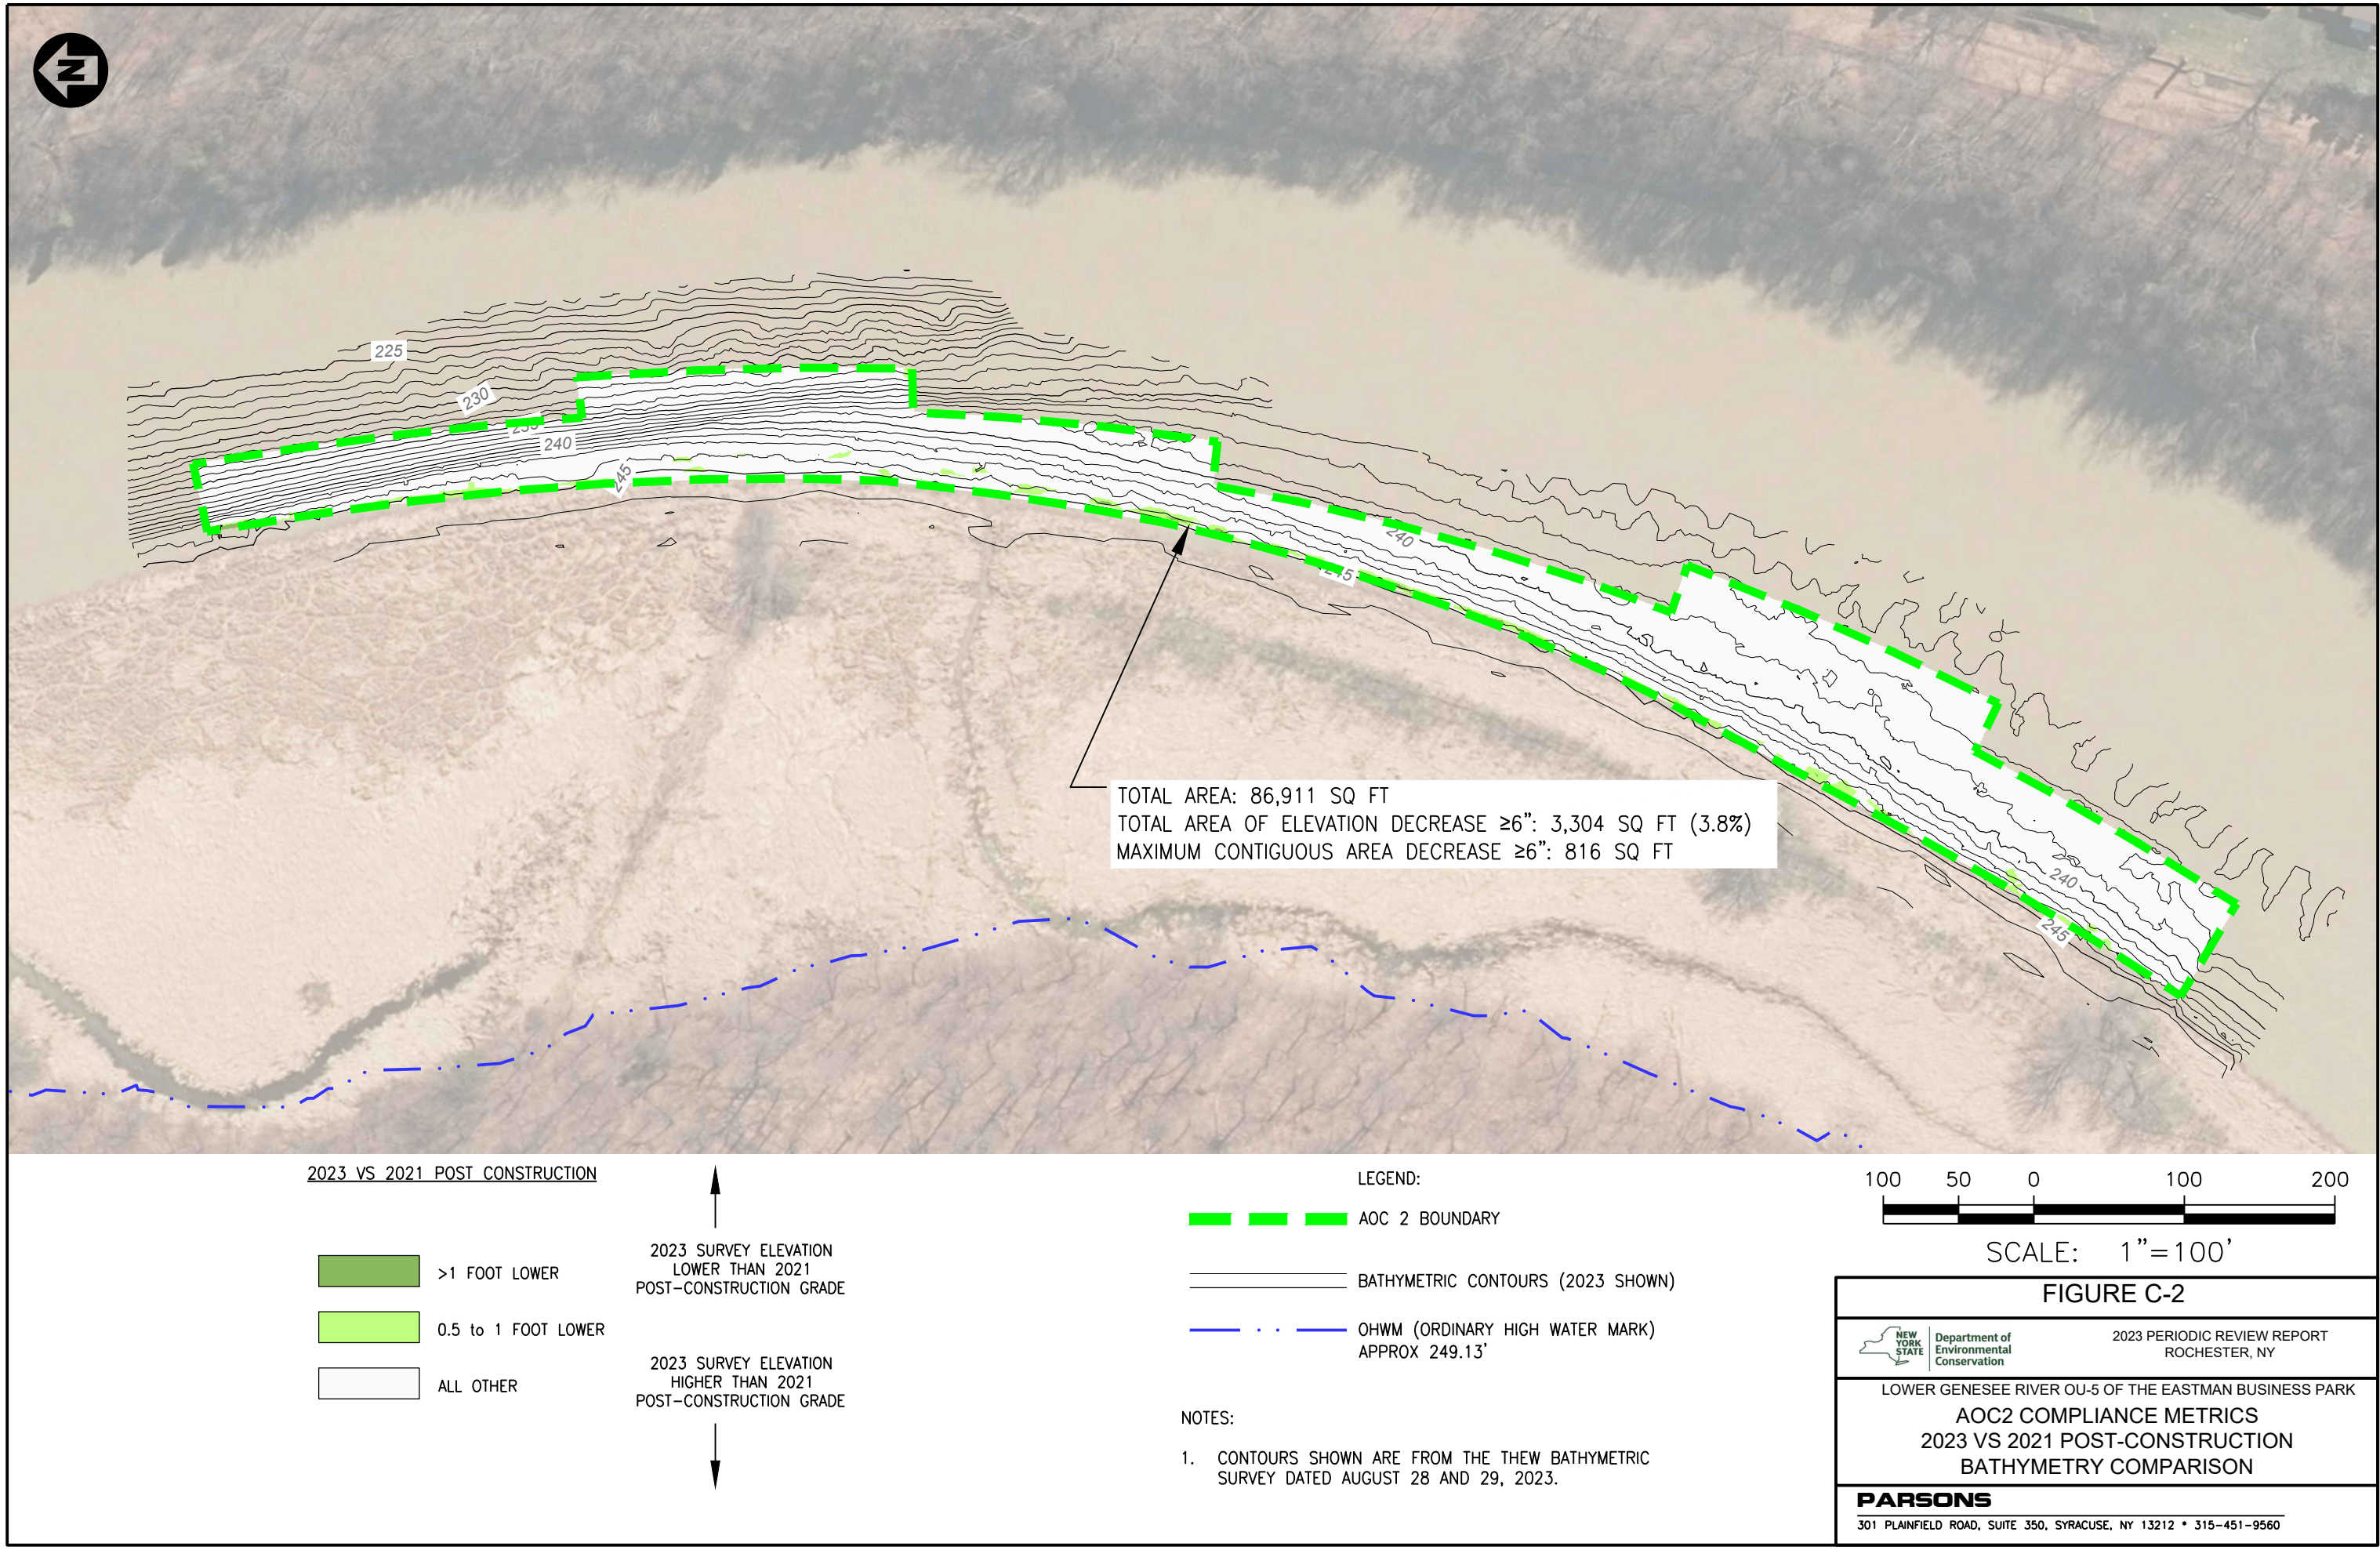 N
225
230
235
240
245
240
245
240
245
TOTAL AREA: 86,911 SQ FT
TOTAL AREA OF ELEVATION DECREASE ≥6": 3,304 SQ FT (3.8%)
MAXIMUM CONTIGUOUS AREA DECREASE ≥6": 816 SQ FT
2023 VS 2021 POST CONSTRUCTION
>1 FOOT LOWER
0.5 to 1 FOOT LOWER
ALL OTHER
2023 SURVEY ELEVATION
LOWER THAN 2021
POST-CONSTRUCTION GRADE
2023 SURVEY ELEVATION
HIGHER THAN 2021
POST-CONSTRUCTION GRADE
LEGEND:
AOC 2 BOUNDARY
BATHYMETRIC CONTOURS (2023 SHOWN)
OHWM (ORDINARY HIGH WATER MARK)
APPROX 249.13'
NOTES:
1. CONTOURS SHOWN ARE FROM THE THEW BATHYMETRIC
SURVEY DATED AUGUST 28 AND 29, 2023.
100 50 0 100 200
SCALE: 1"=100'
FIGURE C-2
NEW
YORK
STATE
Department of
Environmental
Conservation
2023 PERIODIC REVIEW REPORT
ROCHESTER, NY
LOWER GENESEE RIVER OU-5 OF THE EASTMAN BUSINESS PARK
AOC2 COMPLIANCE METRICS
2023 VS 2021 POST-CONSTRUCTION
BATHYMETRY COMPARISON
PARSONS
301 PLAINFIELD ROAD, SUITE 350, SYRACUSE, NY 13212 * 315-451-9560